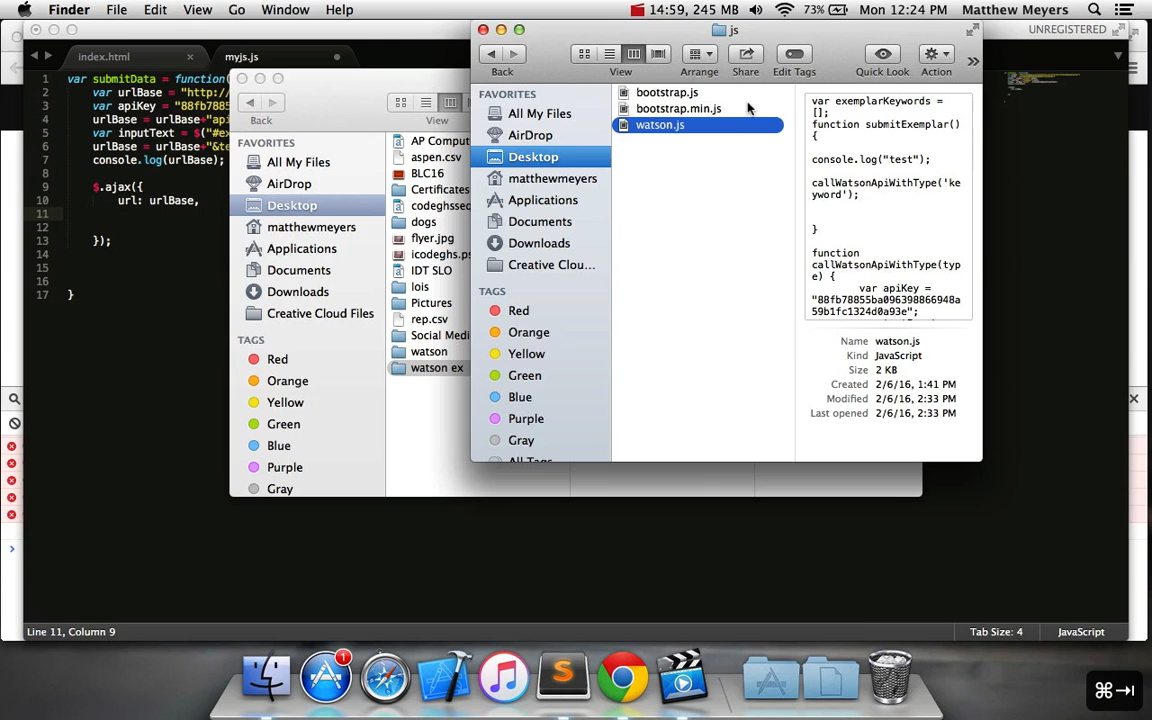 Finder File Edit View Go Window Help
14:59, 245 MB 73% Mon 12:24 PM Matthew Meyers
UNREGISTERED
index.html
myjs.js
1 var submitData = function(
2 var urlBase = "http:/
3 var apiKey = "88fb785
4 urlBase = urlBase+"api
5 var inputText = $("#ex
6 urlBase = urlBase+"&te
7 console.log(urlBase);
8
9 $.ajax({
10 url: urlBase,
11
12
13 });
14
15
16
17 }
Back
View
FAVORITES
All My Files
AirDrop
Desktop
matthewmeyers
Applications
Documents
Downloads
Creative Cloud Files
TAGS
Red
Orange
Yellow
Green
Blue
Purple
Gray
AP Comput
aspen.csv
BLC16
Certificates
codeghsseq
dogs
flyer.jpg
icodeghs.ps
IDT SLO
lois
Pictures
rep.csv
Social Medi
watson
watson ex
js
Back
View
Arrange
Share
Edit Tags
Quick Look
Action
FAVORITES
All My Files
AirDrop
Desktop
matthewmeyers
Applications
Documents
Downloads
Creative Clou...
TAGS
Red
Orange
Yellow
Green
Blue
Purple
Gray
All Tags
bootstrap.js
bootstrap.min.js
watson.js
var exemplarKeywords =
[];
function submitExemplar()
{
console.log("test");
callWatsonApiWithType('ke
yword');
}
function
callWatsonApiWithType(typ
e) {
var apiKey =
"88fb78855ba096398866948a
59b1fc1324d0a93e";
Name watson.js
Kind JavaScript
Size 2 KB
Created 2/6/16, 1:41 PM
Modified 2/6/16, 2:33 PM
Last opened 2/6/16, 2:33 PM
Line 11, Column 9
Tab Size: 4
JavaScript
1